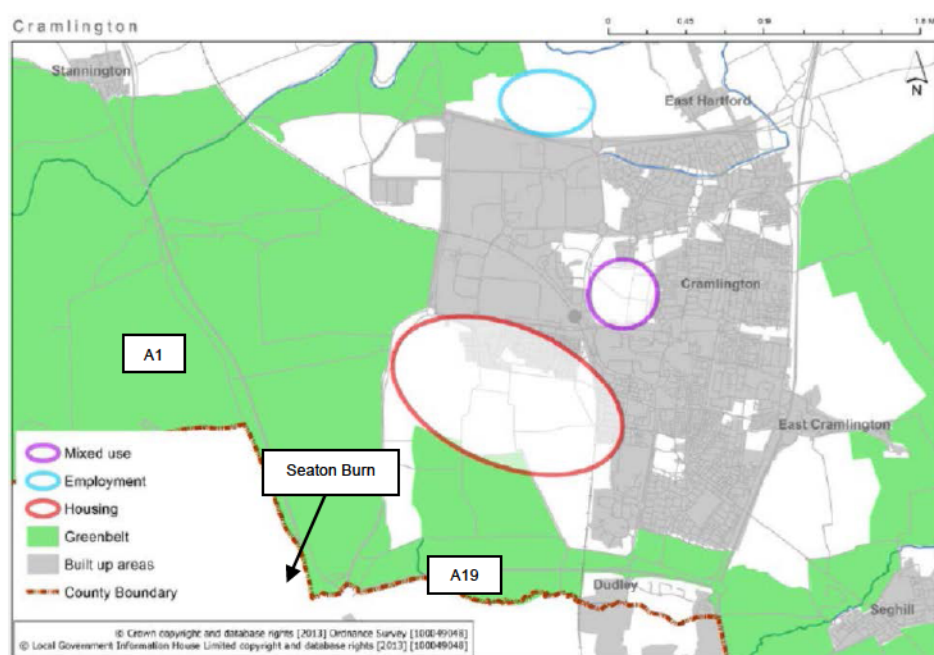 Cramlington
0 0.45 0.9 1.8 M
Stannington
East Hartford
N
Cramlington
A1
East Cramlington
Mixed use
Employment
Housing
Greenbelt
Built up areas
County Boundary
Seaton Burn
A19
Dudley
Seghill
© Crown copyright and database rights [2013] Ordnance Survey [100049048]
© Local Government Information House Limited copyright and database rights [2013] [100049048]